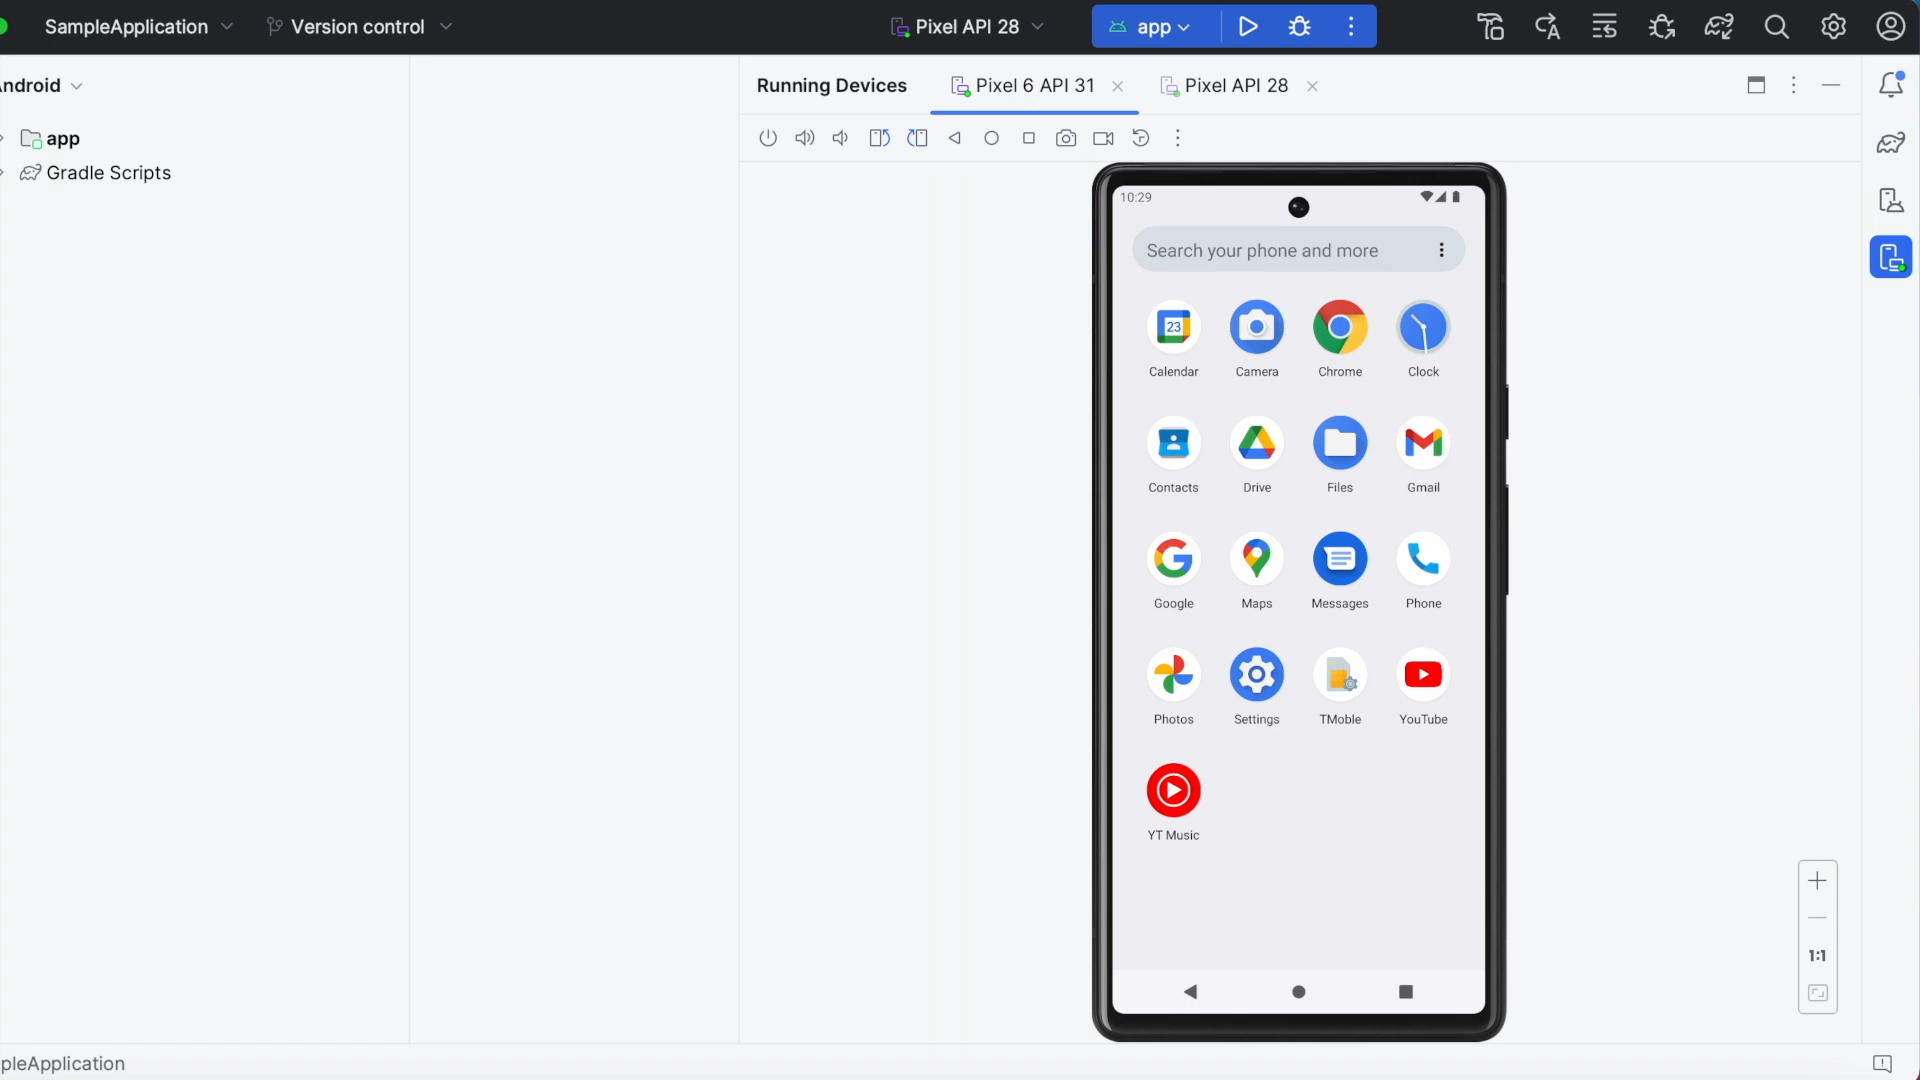 SampleApplication
Version control
Pixel API 28
app
ndroid
Running Devices
Pixel 6 API 31
Pixel API 28
app
Gradle Scripts
10:29
Search your phone and more
23
Calendar
Camera
Chrome
Clock
Contacts
Drive
Files
Gmail
Google
Maps
Messages
Phone
Photos
Settings
TMoble
YouTube
YT Music
1:1
pleApplication